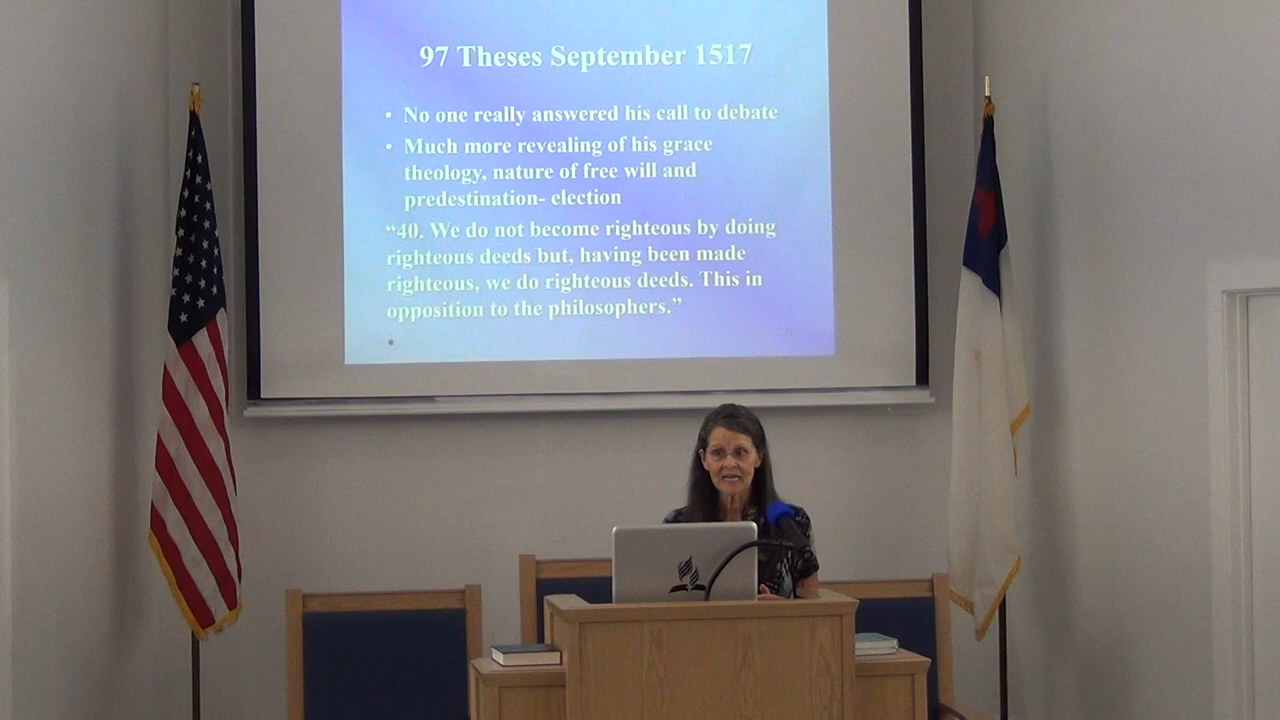 97 Theses September 1517
• No one really answered his call to debate
• Much more revealing of his grace
theology, nature of free will and
predestination- election
“40. We do not become righteous by doing
righteous deeds but, having been made
righteous, we do righteous deeds. This in
opposition to the philosophers.”
•